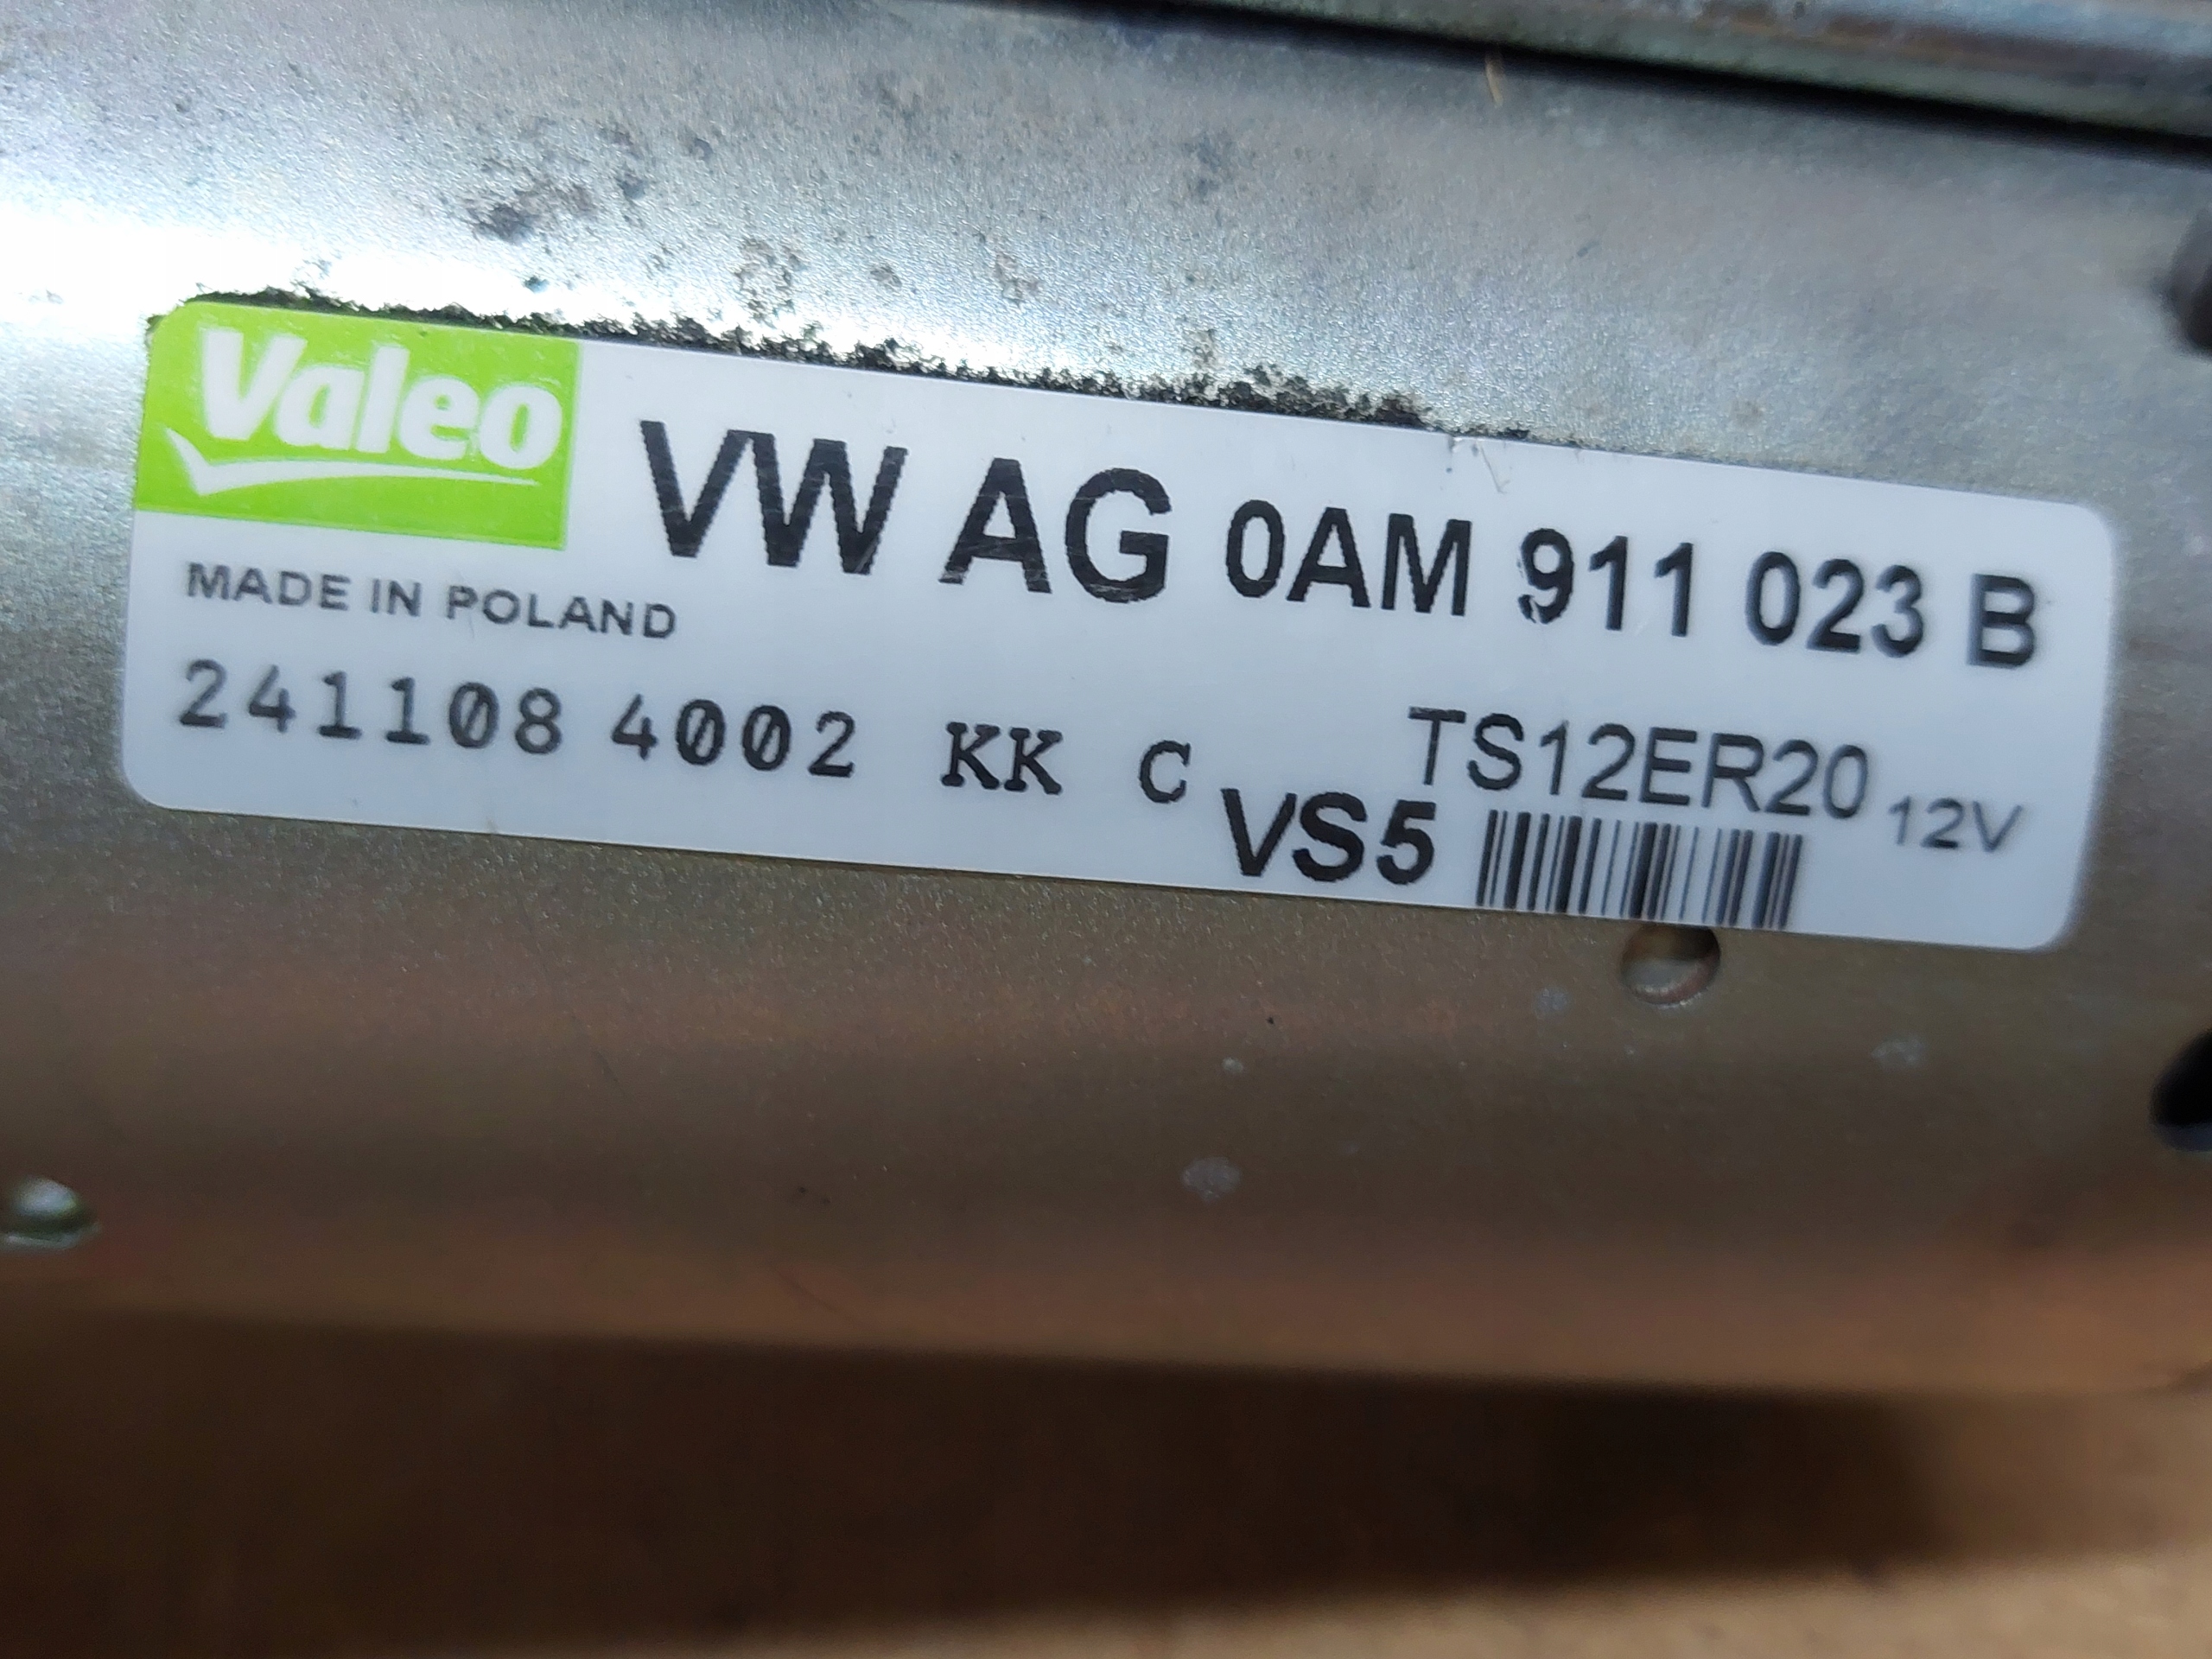 Valeo
VW AG 0AM 911 023 B
MADE IN POLAND
241108 4002 KK C
TS12ER20 12V
VS5